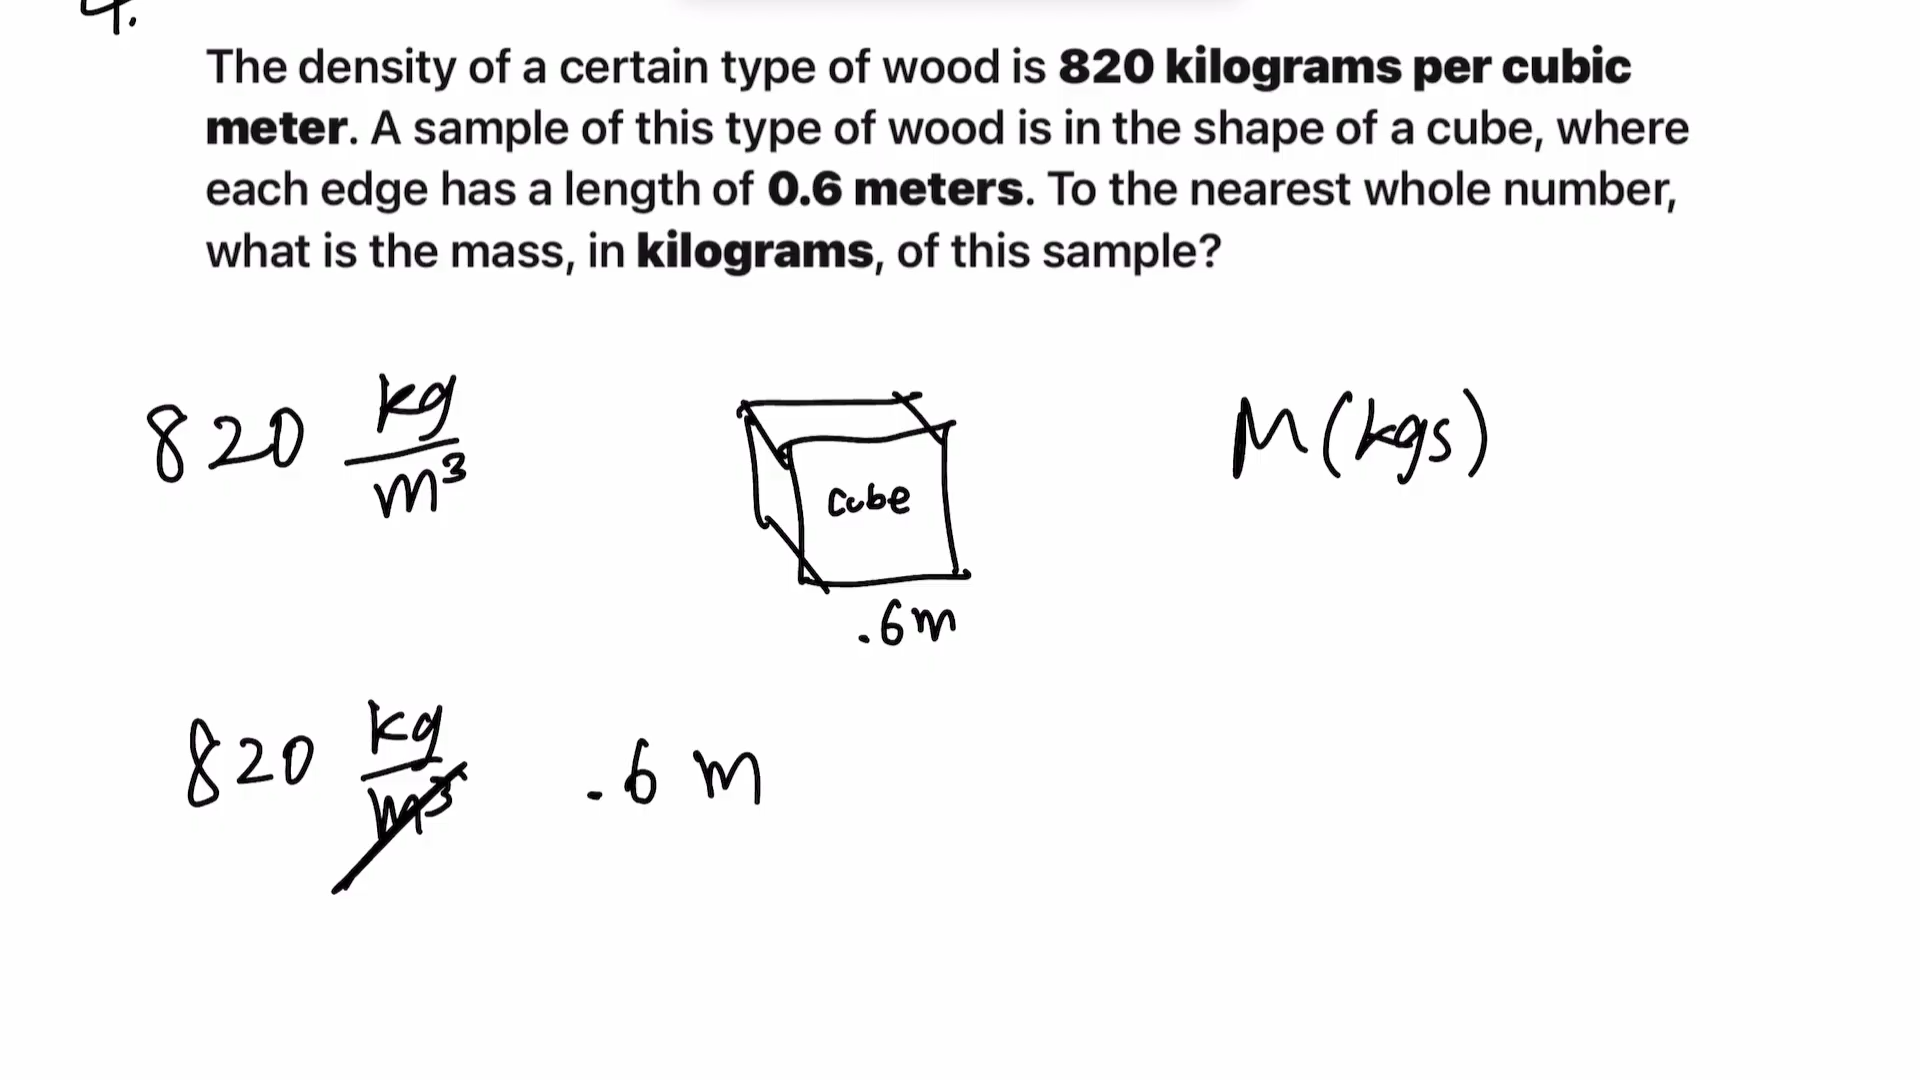 4.
The density of a certain type of wood is 820 kilograms per cubic
meter. A sample of this type of wood is in the shape of a cube, where
each edge has a length of 0.6 meters. To the nearest whole number,
what is the mass, in kilograms, of this sample?
820 kg/m³
cube
.6m
M (kgs)
820 kg/m³ .6 m